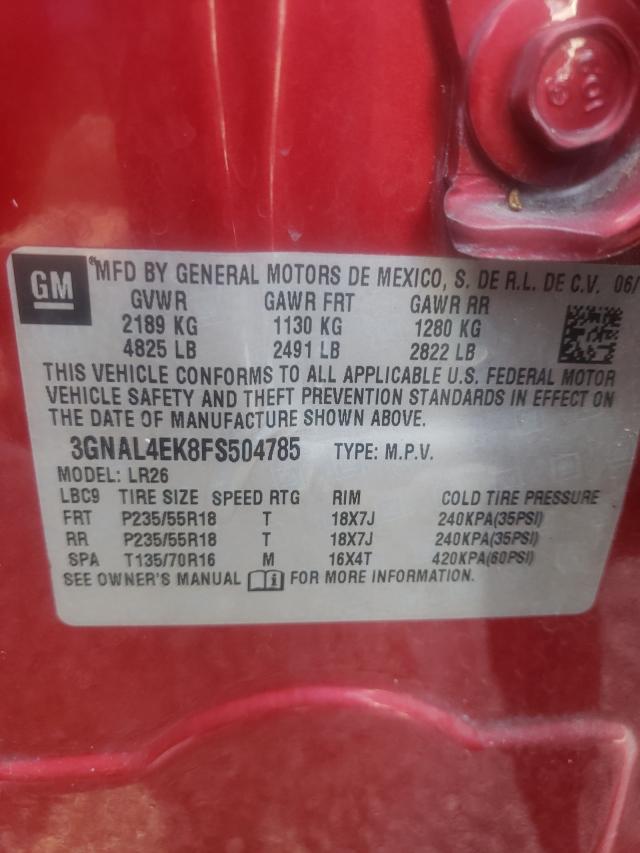 GM
MFD BY GENERAL MOTORS DE MEXICO, S. DE R.L. DE C.V. 06/
GVWR GAWR FRT GAWR RR
2189 KG 1130 KG 1280 KG
4825 LB 2491 LB 2822 LB
THIS VEHICLE CONFORMS TO ALL APPLICABLE U.S. FEDERAL MOTOR
VEHICLE SAFETY AND THEFT PREVENTION STANDARDS IN EFFECT ON
THE DATE OF MANUFACTURE SHOWN ABOVE.
3GNAL4EK8FS504785 TYPE: M.P.V.
MODEL: LR26
LBC9 TIRE SIZE SPEED RTG RIM COLD TIRE PRESSURE
FRT P235/55R18 T 18X7J 240KPA(35PSI)
RR P235/55R18 T 18X7J 240KPA(35PSI)
SPA T135/70R16 M 16X4T 420KPA(60PSI)
SEE OWNER'S MANUAL FOR MORE INFORMATION.